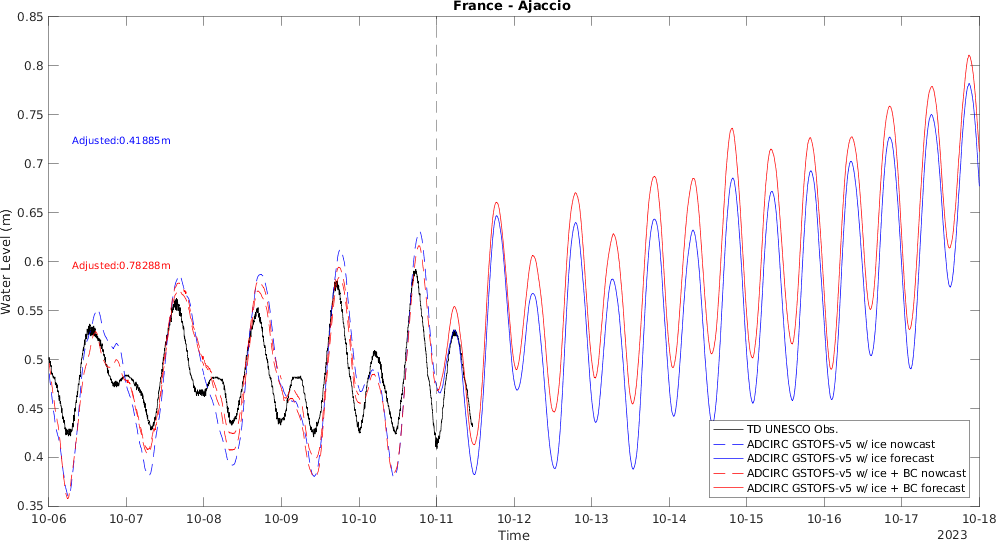 France - Ajaccio
0.85
0.8
0.75
0.7
0.65
0.6
0.55
0.5
0.45
0.4
0.35
Water Level (m)
Adjusted:0.41885m
Adjusted:0.78288m
TD UNESCO Obs.
ADCIRC GSTOFS-v5 w/ ice nowcast
ADCIRC GSTOFS-v5 w/ ice forecast
ADCIRC GSTOFS-v5 w/ ice + BC nowcast
ADCIRC GSTOFS-v5 w/ ice + BC forecast
10-06 10-07 10-08 10-09 10-10 10-11 10-12 10-13 10-14 10-15 10-16 10-17 10-18
Time
2023